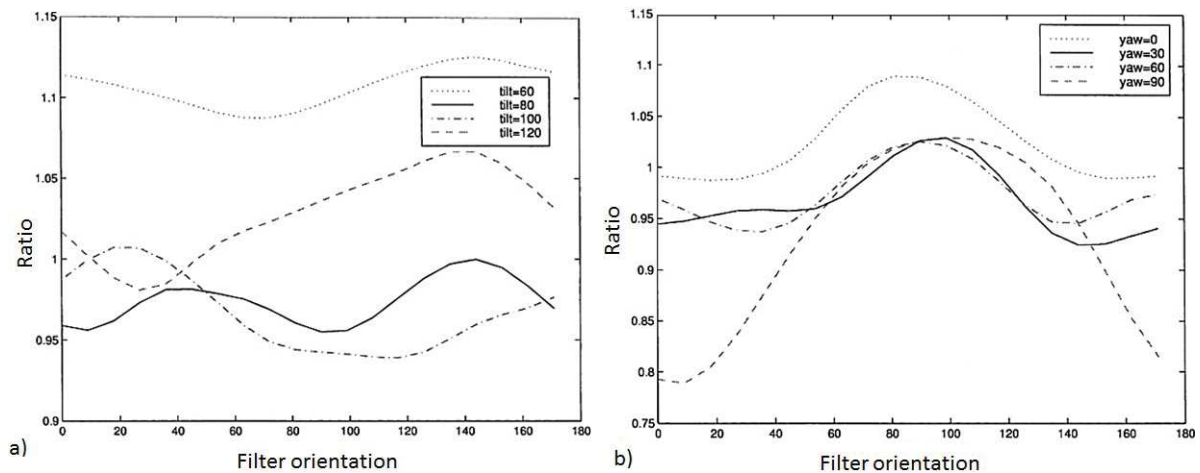 1.15
1.1
1.05
1
0.95
0.9
Ratio
tilt=60
tilt=80
tilt=100
tilt=120
0 20 40 60 80 100 120 140 160 180
a)
Filter orientation
1.15
1.1
1.05
1
0.95
0.9
0.85
0.8
0.75
Ratio
yaw=0
yaw=30
yaw=60
yaw=90
0 20 40 60 80 100 120 140 160 180
b)
Filter orientation